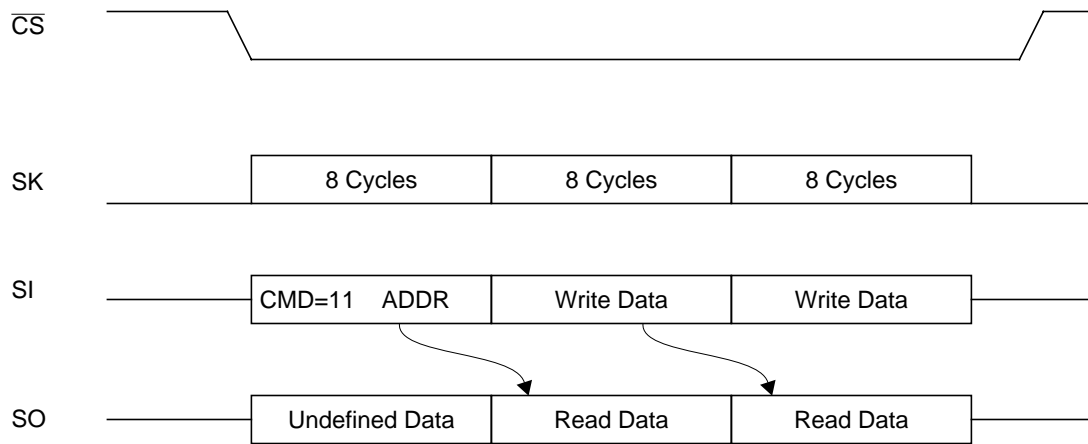 CS
SK 8 Cycles 8 Cycles 8 Cycles
SI CMD=11 ADDR Write Data Write Data
SO Undefined Data Read Data Read Data